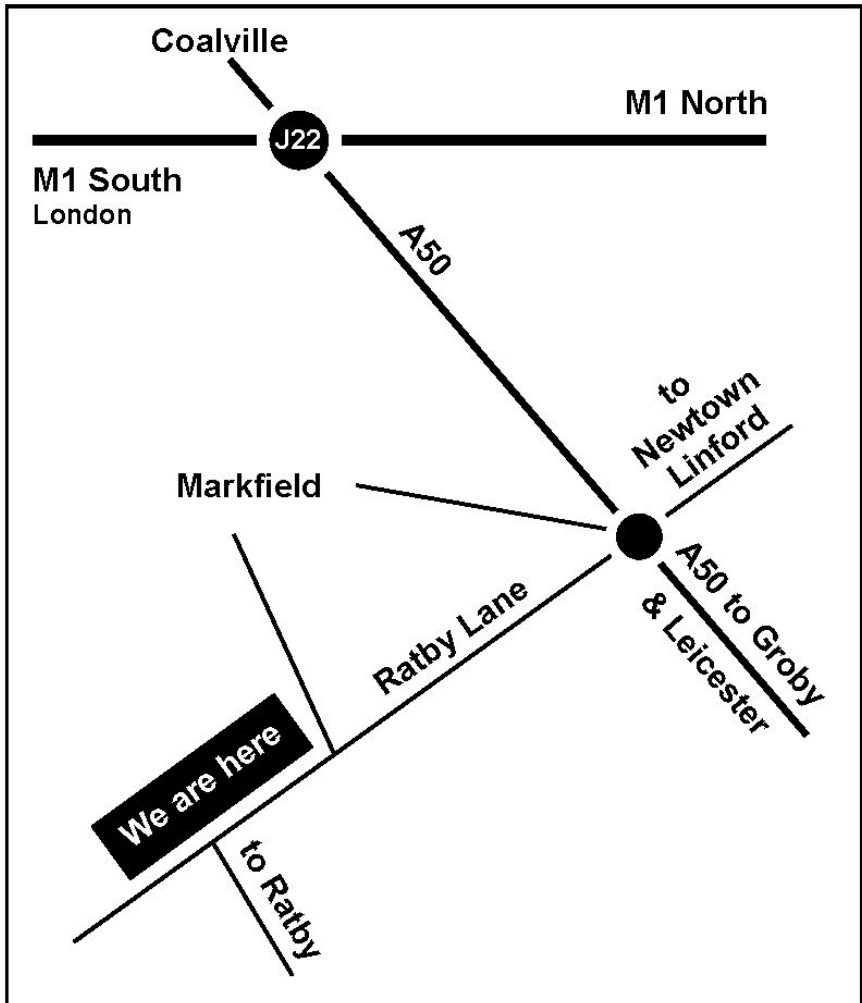 Coalville
M1 North
J22
M1 South
London
A50
to
Newtown
Linford
Markfield
A50 to Groby
& Leicester
Ratby Lane
We are here
to Ratby